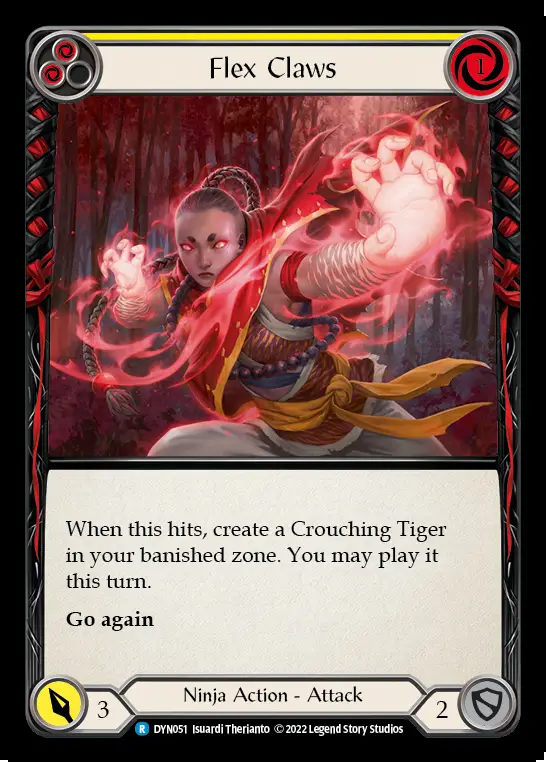 Flex Claws
1
When this hits, create a Crouching Tiger
in your banished zone. You may play it
this turn.
Go again
3
Ninja Action - Attack
2
R DYN051 Isuardi Therianto © 2022 Legend Story Studios